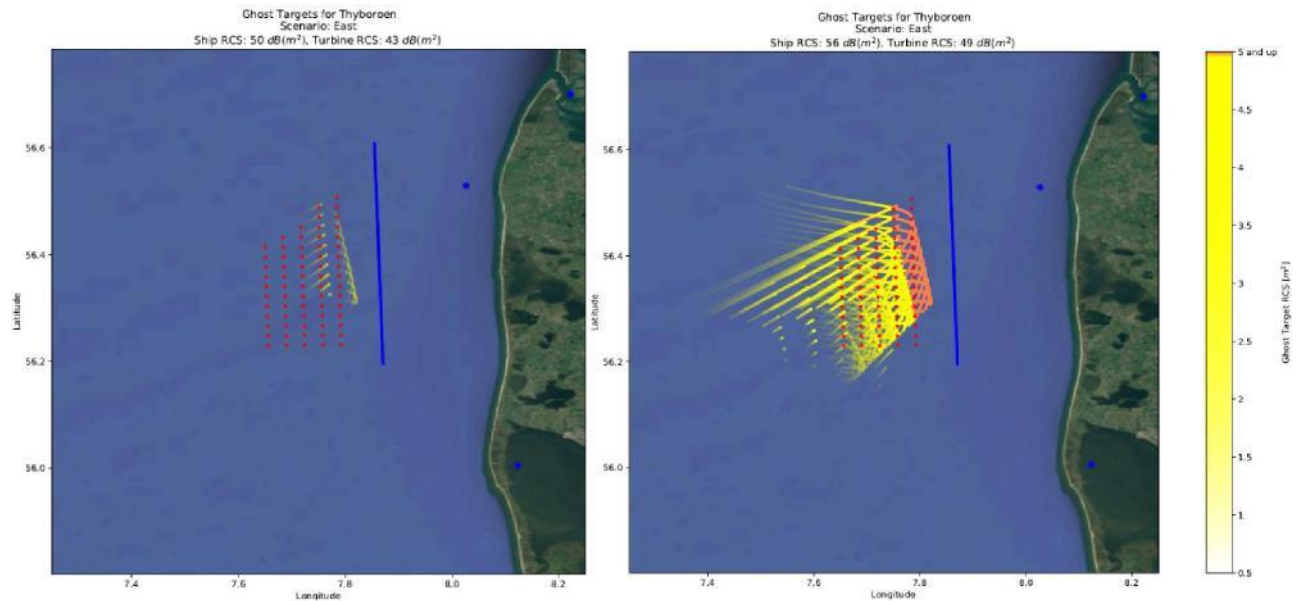 Ghost Targets for Thyboroen
Scenario: East
Ship RCS: 50 dB(m²), Turbine RCS: 43 dB(m²)
56.6
56.4
56.2
56.0
Latitude
7.4
7.6
7.8
8.0
8.2
Longitude
Ghost Targets for Thyboroen
Scenario: East
Ship RCS: 56 dB(m²), Turbine RCS: 49 dB(m²)
56.6
56.4
56.2
56.0
Latitude
7.4
7.6
7.8
8.0
8.2
Longitude
5 and up
4.5
4
3.5
3
2.5
2
1.5
1
0.5
Ghost Target RCS [m²]